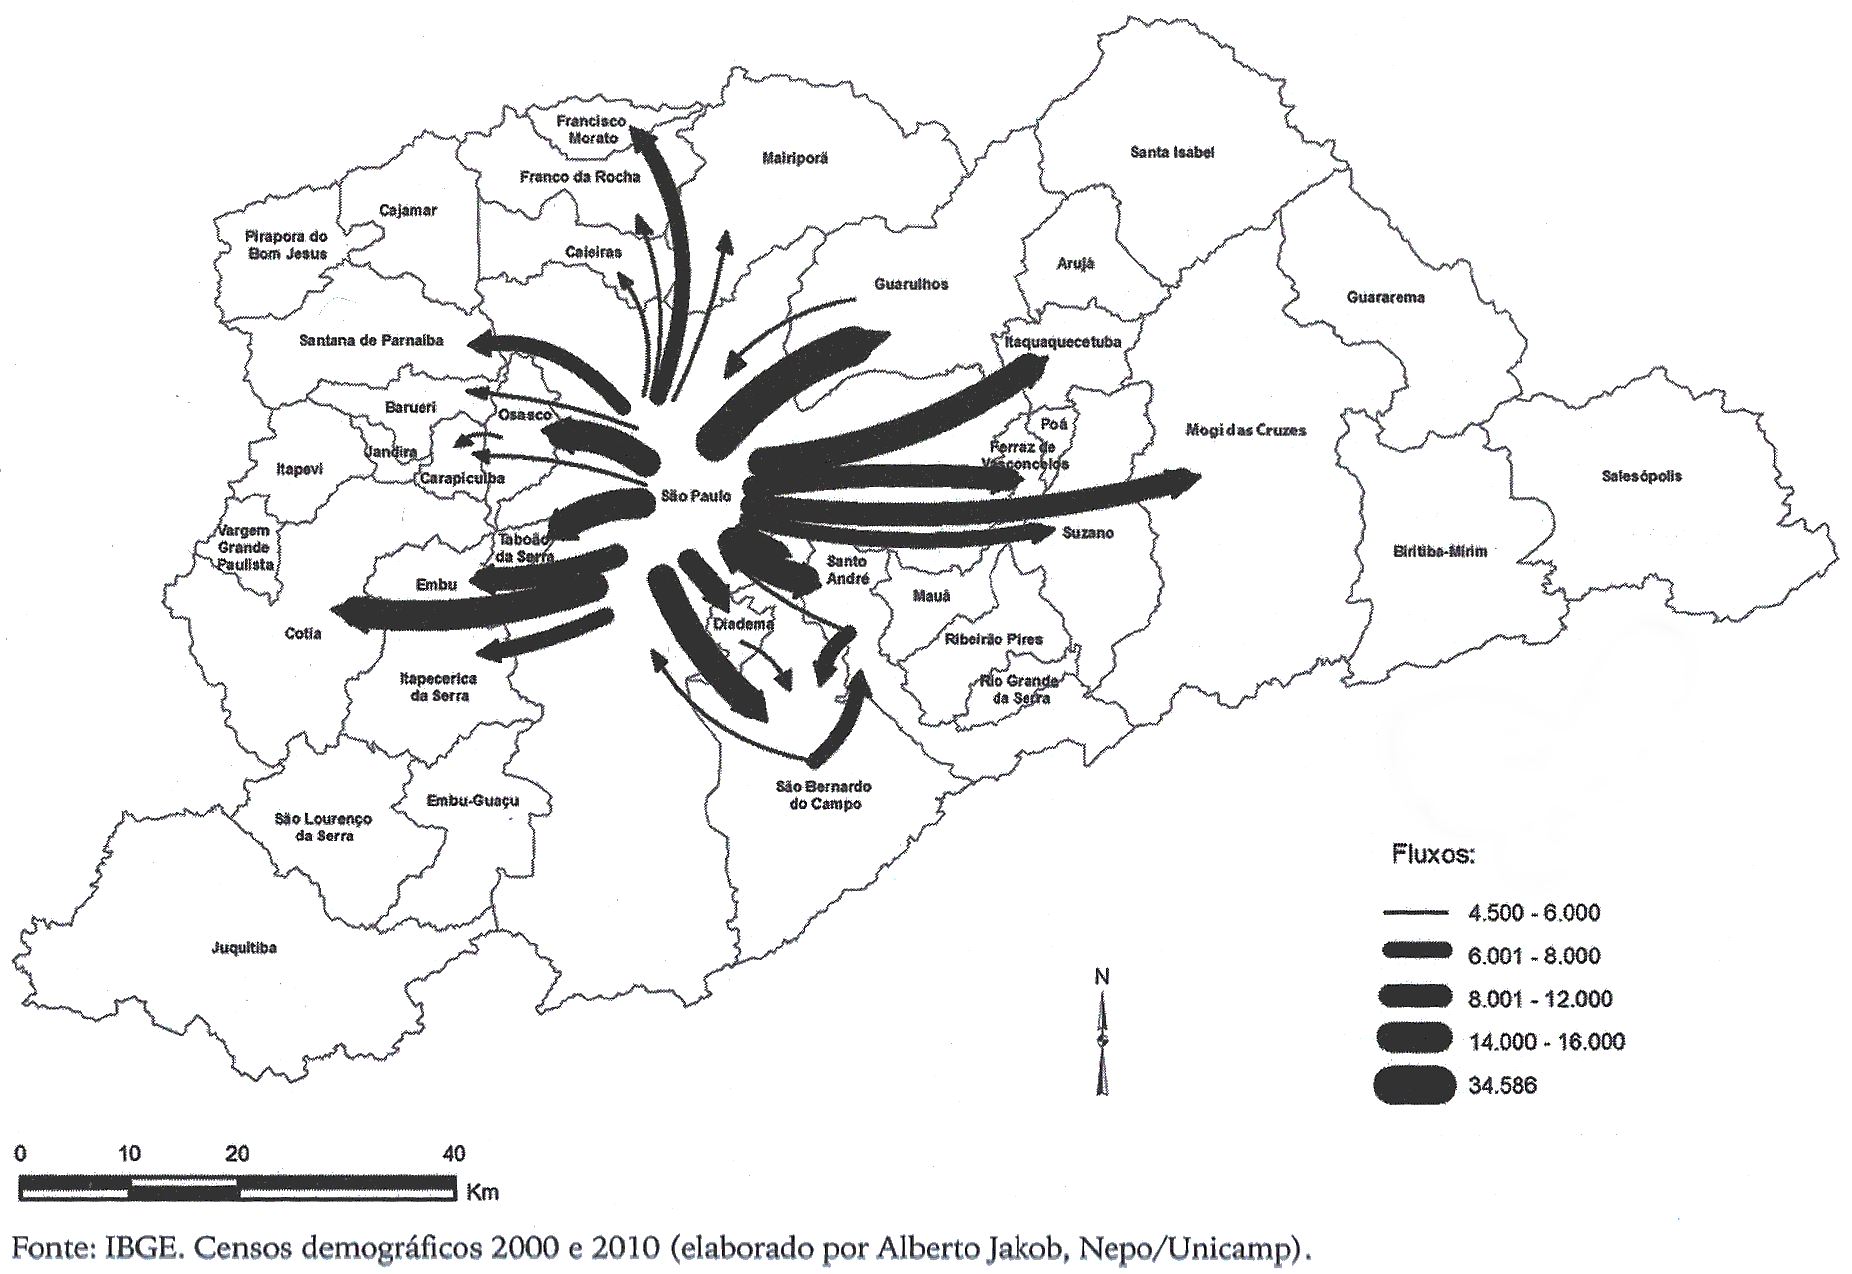 Francisco
Morato
Franco da Rocha
Mairiporã
Santa Isabel
Cajamar
Pirapora do
Bom Jesus
Caieiras
Arujá
Guarulhos
Guararema
Santana de Parnaíba
Itaquaquecetuba
Barueri
Osasco
Poá
Mogi das Cruzes
Ferraz de
Vasconcelos
Jandira
Itapevi
Carapicuíba
Salesópolis
São Paulo
Vargem
Grande
Paulista
Taboão
da Serra
Suzano
Biritiba-Mirim
Santo
André
Embu
Mauá
Diadema
Cotia
Ribeirão Pires
Itapecerica
da Serra
Rio Grande
da Serra
São Bernardo
do Campo
Embu-Guaçu
São Lourenço
da Serra
Juquitiba
Fluxos:
4.500 - 6.000
6.001 - 8.000
8.001 - 12.000
14.000 - 16.000
34.586
N
0 10 20 40
Km
Fonte: IBGE. Censos demográficos 2000 e 2010 (elaborado por Alberto Jakob, Nepo/Unicamp).